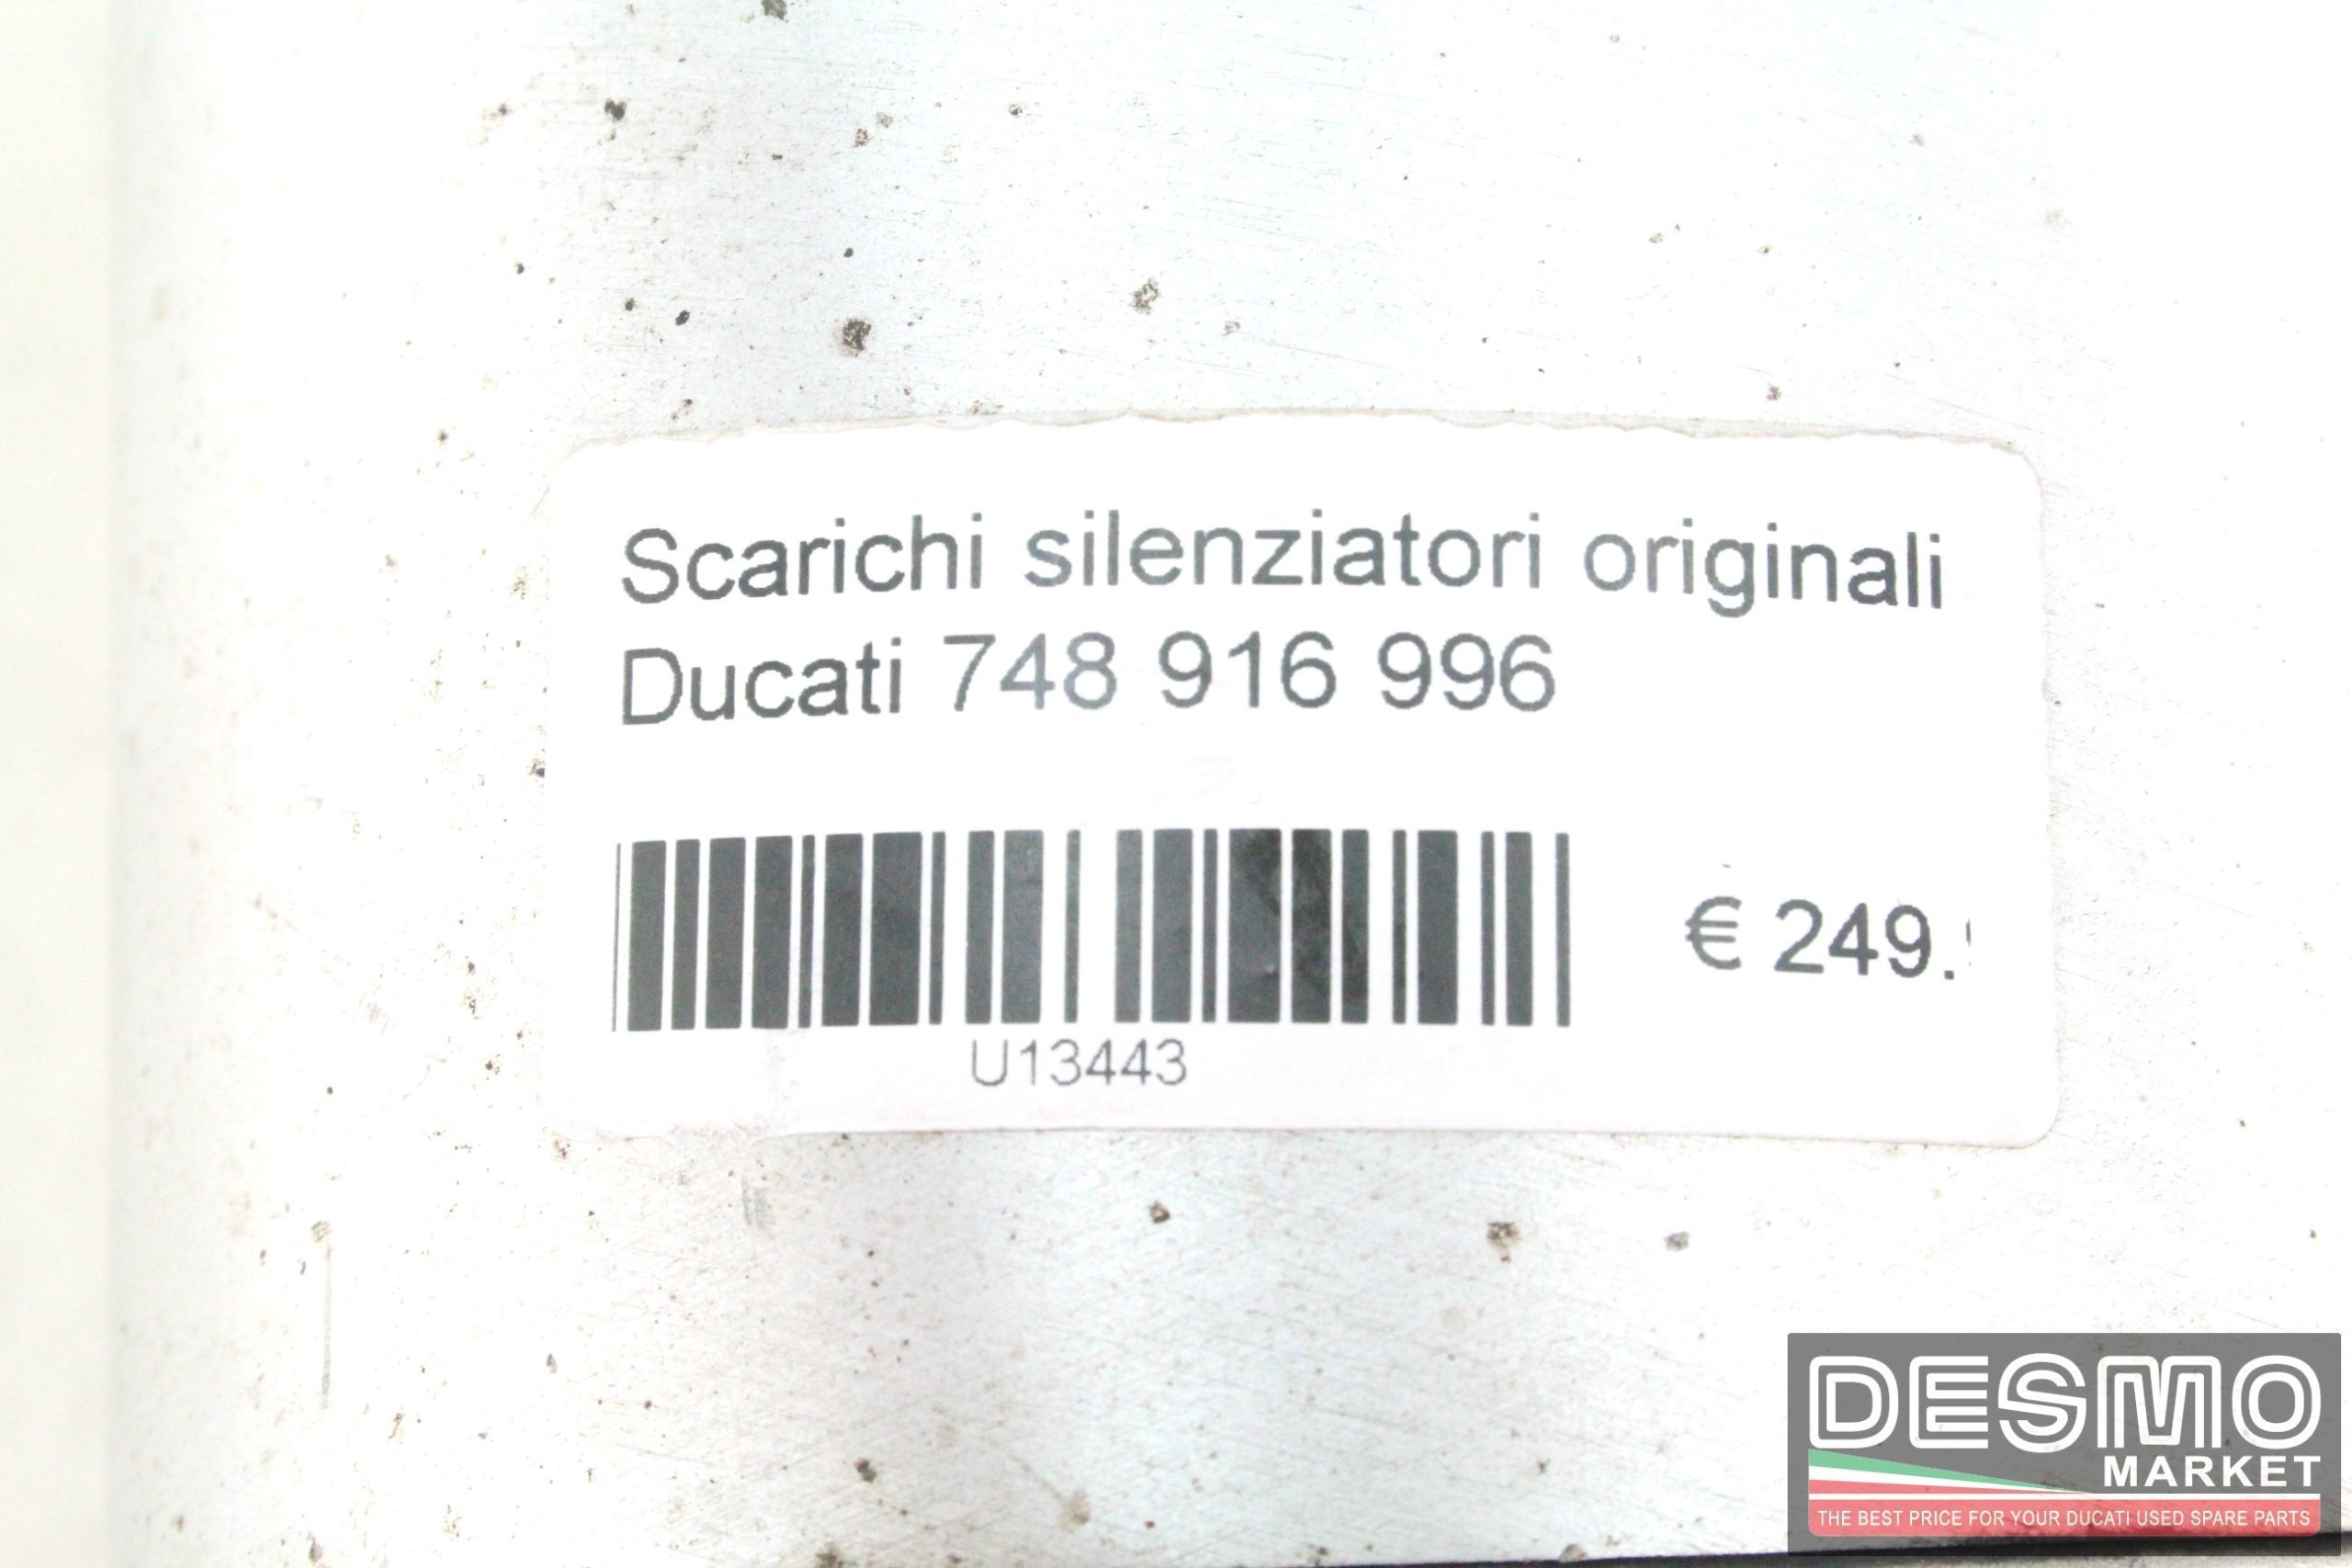 Scarichi silenziatori originali
Ducati 748 916 996
€ 249.
U13443
DESMO
MARKET
THE BEST PRICE FOR YOUR DUCATI USED SPARE PARTS